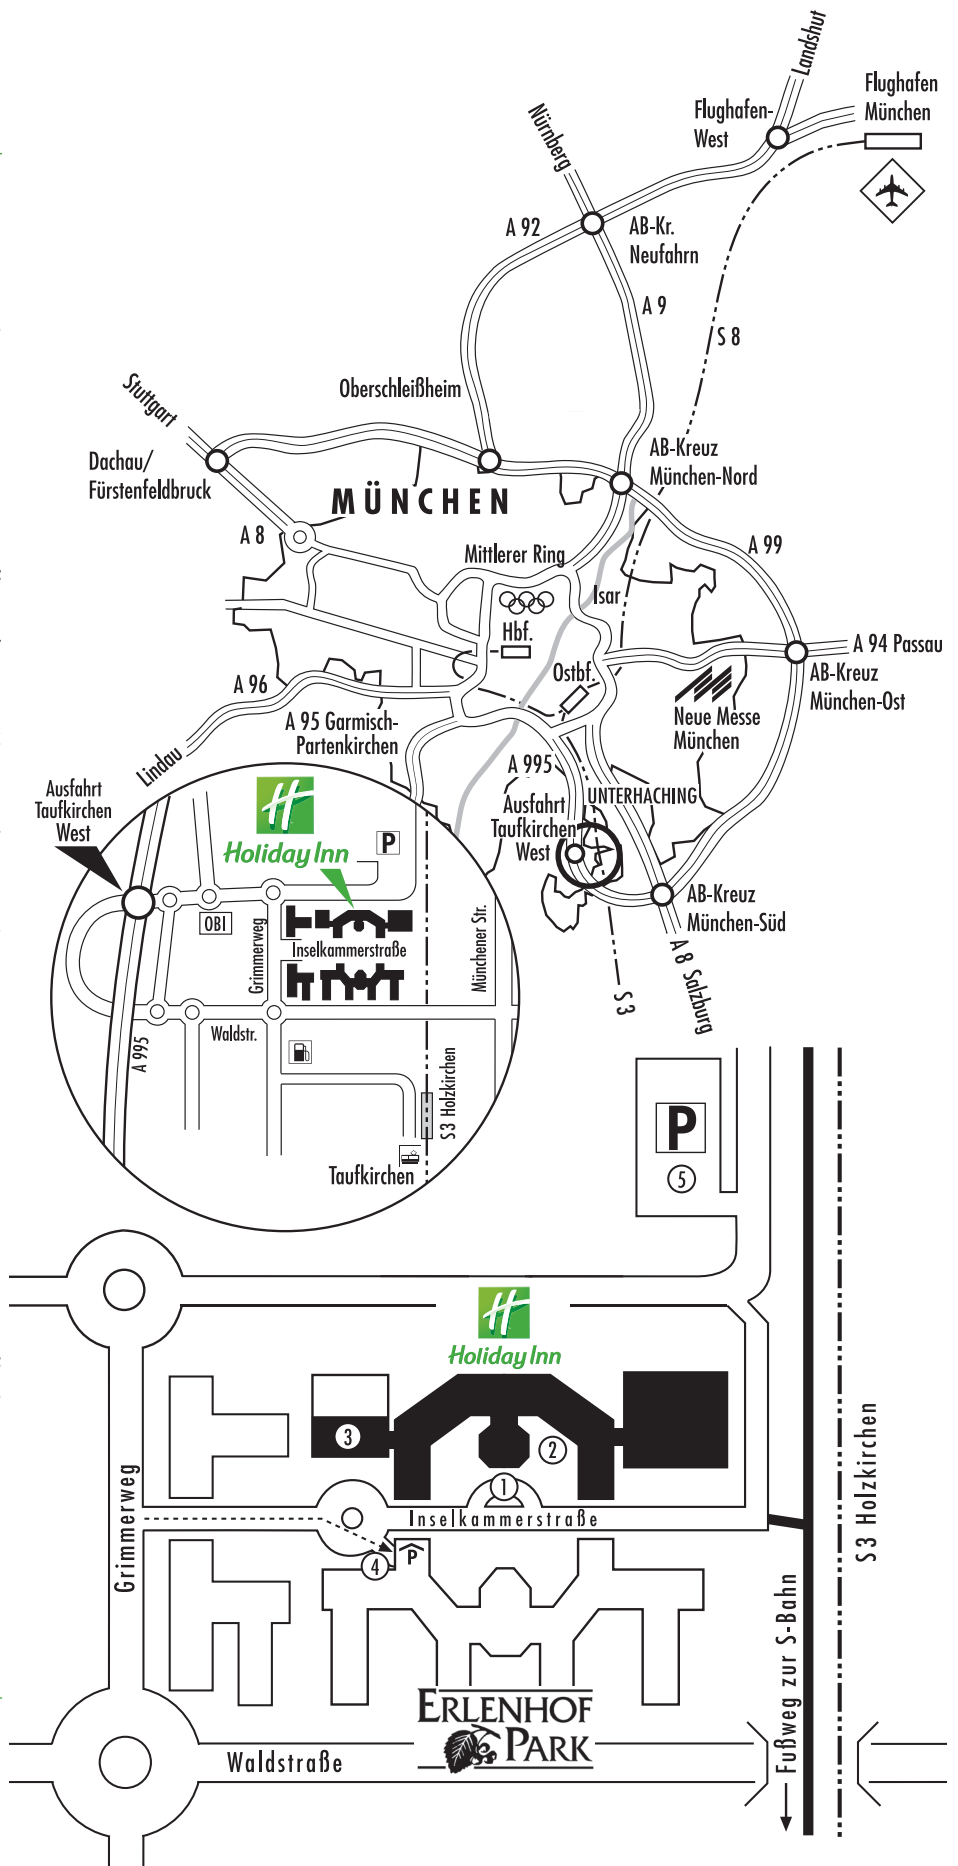 Landshut
Flughafen
München
Flughafen-
West
Nürnberg
A 92
AB-Kr.
Neufahrn
A 9
S 8
Oberschleißheim
Stuttgart
Dachau/
Fürstenfeldbruck
AB-Kreuz
München-Nord
MÜNCHEN
A 8
A 99
Mittlerer Ring
Isar
Hbf.
A 94 Passau
Ostbf.
AB-Kreuz
München-Ost
A 96
Neue Messe
München
A 95 Garmisch-
Partenkirchen
Lindau
A 995
Ausfahrt
Taufkirchen
West
UNTERHACHING
Ausfahrt
Taufkirchen
West
H
Holiday Inn
P
AB-Kreuz
München-Süd
OBI
Grimmerweg
Inselkammerstraße
Münchener Str.
A 8 Salzburg
S 3
Waldstr.
A 995
S3 Holzkirchen
Taufkirchen
P
5
H
Holiday Inn
3
2
1
Inselkammerstraße
Grimmerweg
P
4
S3 Holzkirchen
Fußweg zur S-Bahn
ERLENHOF
PARK
Waldstraße